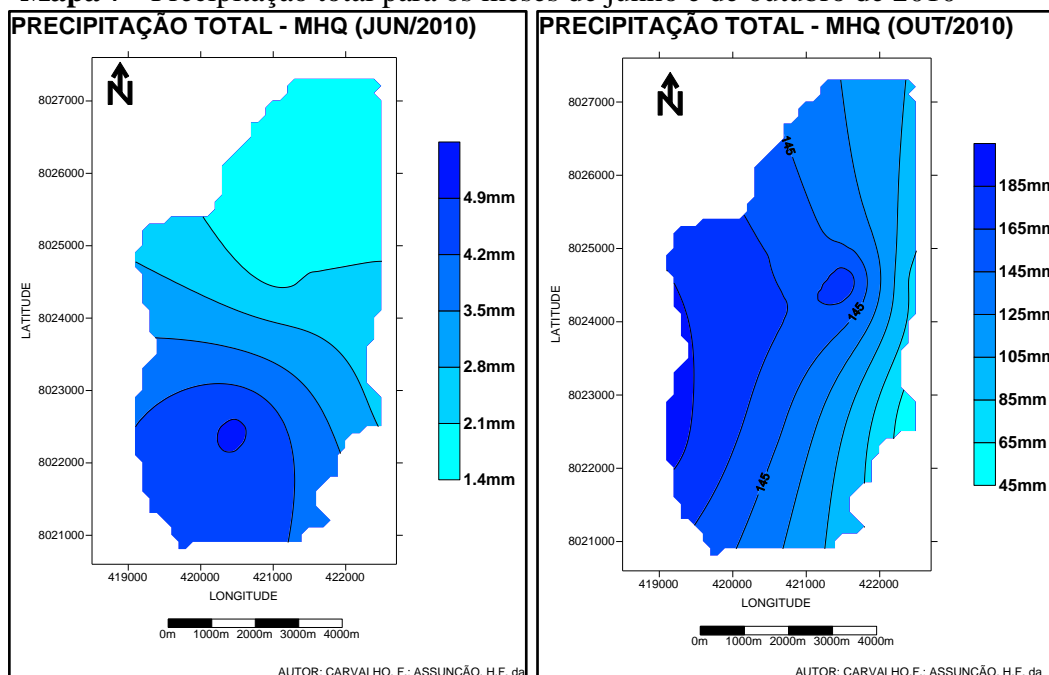 Mapa – Precipitação total para os meses de junho e de outubro de 2010
PRECIPITAÇÃO TOTAL - MHQ (JUN/2010)
N
8027000
8026000
8025000
8024000
8023000
8022000
8021000
LATITUDE
419000 420000 421000 422000
LONGITUDE
4.9mm
4.2mm
3.5mm
2.8mm
2.1mm
1.4mm
0m 1000m 2000m 3000m 4000m
AUTOR: CARVALHO, ASSUNÇÃO, da
PRECIPITAÇÃO TOTAL - MHQ (OUT/2010)
N
8027000
8026000
8025000
8024000
8023000
8022000
8021000
LATITUDE
145
145
145
419000 420000 421000 422000
LONGITUDE
185mm
165mm
145mm
125mm
105mm
85mm
65mm
45mm
0m 1000m 2000m 3000m 4000m
AUTOR: CARVALHO, ASSUNÇÃO, da